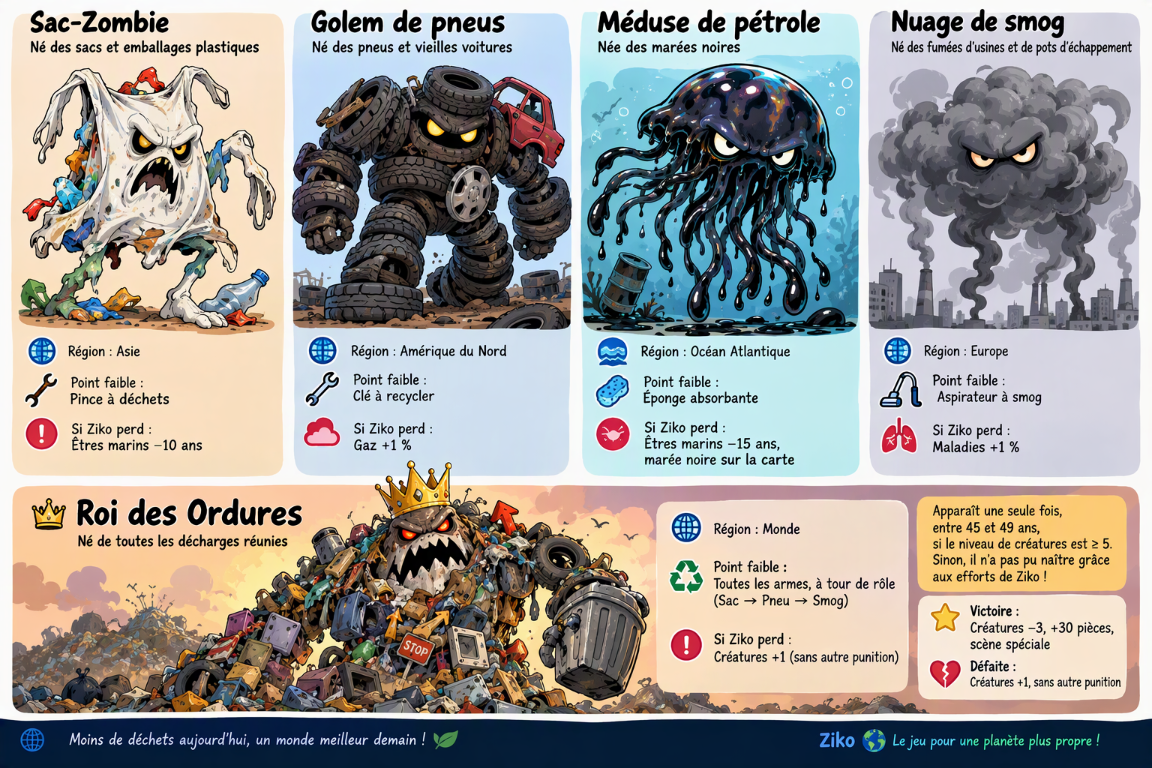 Sac-Zombie
Né des sacs et emballages plastiques
Région : Asie
Point faible :
Pince à déchets
Si Ziko perd :
Êtres marins −10 ans
Golem de pneus
Né des pneus et vieilles voitures
Région : Amérique du Nord
Point faible :
Clé à recycler
Si Ziko perd :
Gaz +1 %
Méduse de pétrole
Née des marées noires
Région : Océan Atlantique
Point faible :
Éponge absorbante
Si Ziko perd :
Êtres marins −15 ans,
marée noire sur la carte
Nuage de smog
Né des fumées d'usines et de pots d'échappement
Région : Europe
Point faible :
Aspirateur à smog
Si Ziko perd :
Maladies +1 %
Roi des Ordures
Né de toutes les décharges réunies
STOP
Région : Monde
Point faible :
Toutes les armes, à tour de rôle
(Sac → Pneu → Smog)
Si Ziko perd :
Créatures +1 (sans autre punition)
Apparaît une seule fois,
entre 45 et 49 ans,
si le niveau de créatures est ≥ 5.
Sinon, il n'a pas pu naître grâce
aux efforts de Ziko !
Victoire :
Créatures −3, +30 pièces,
scène spéciale
Défaite :
Créatures +1, sans autre punition
Moins de déchets aujourd'hui, un monde meilleur demain !
Ziko Le jeu pour une planète plus propre !